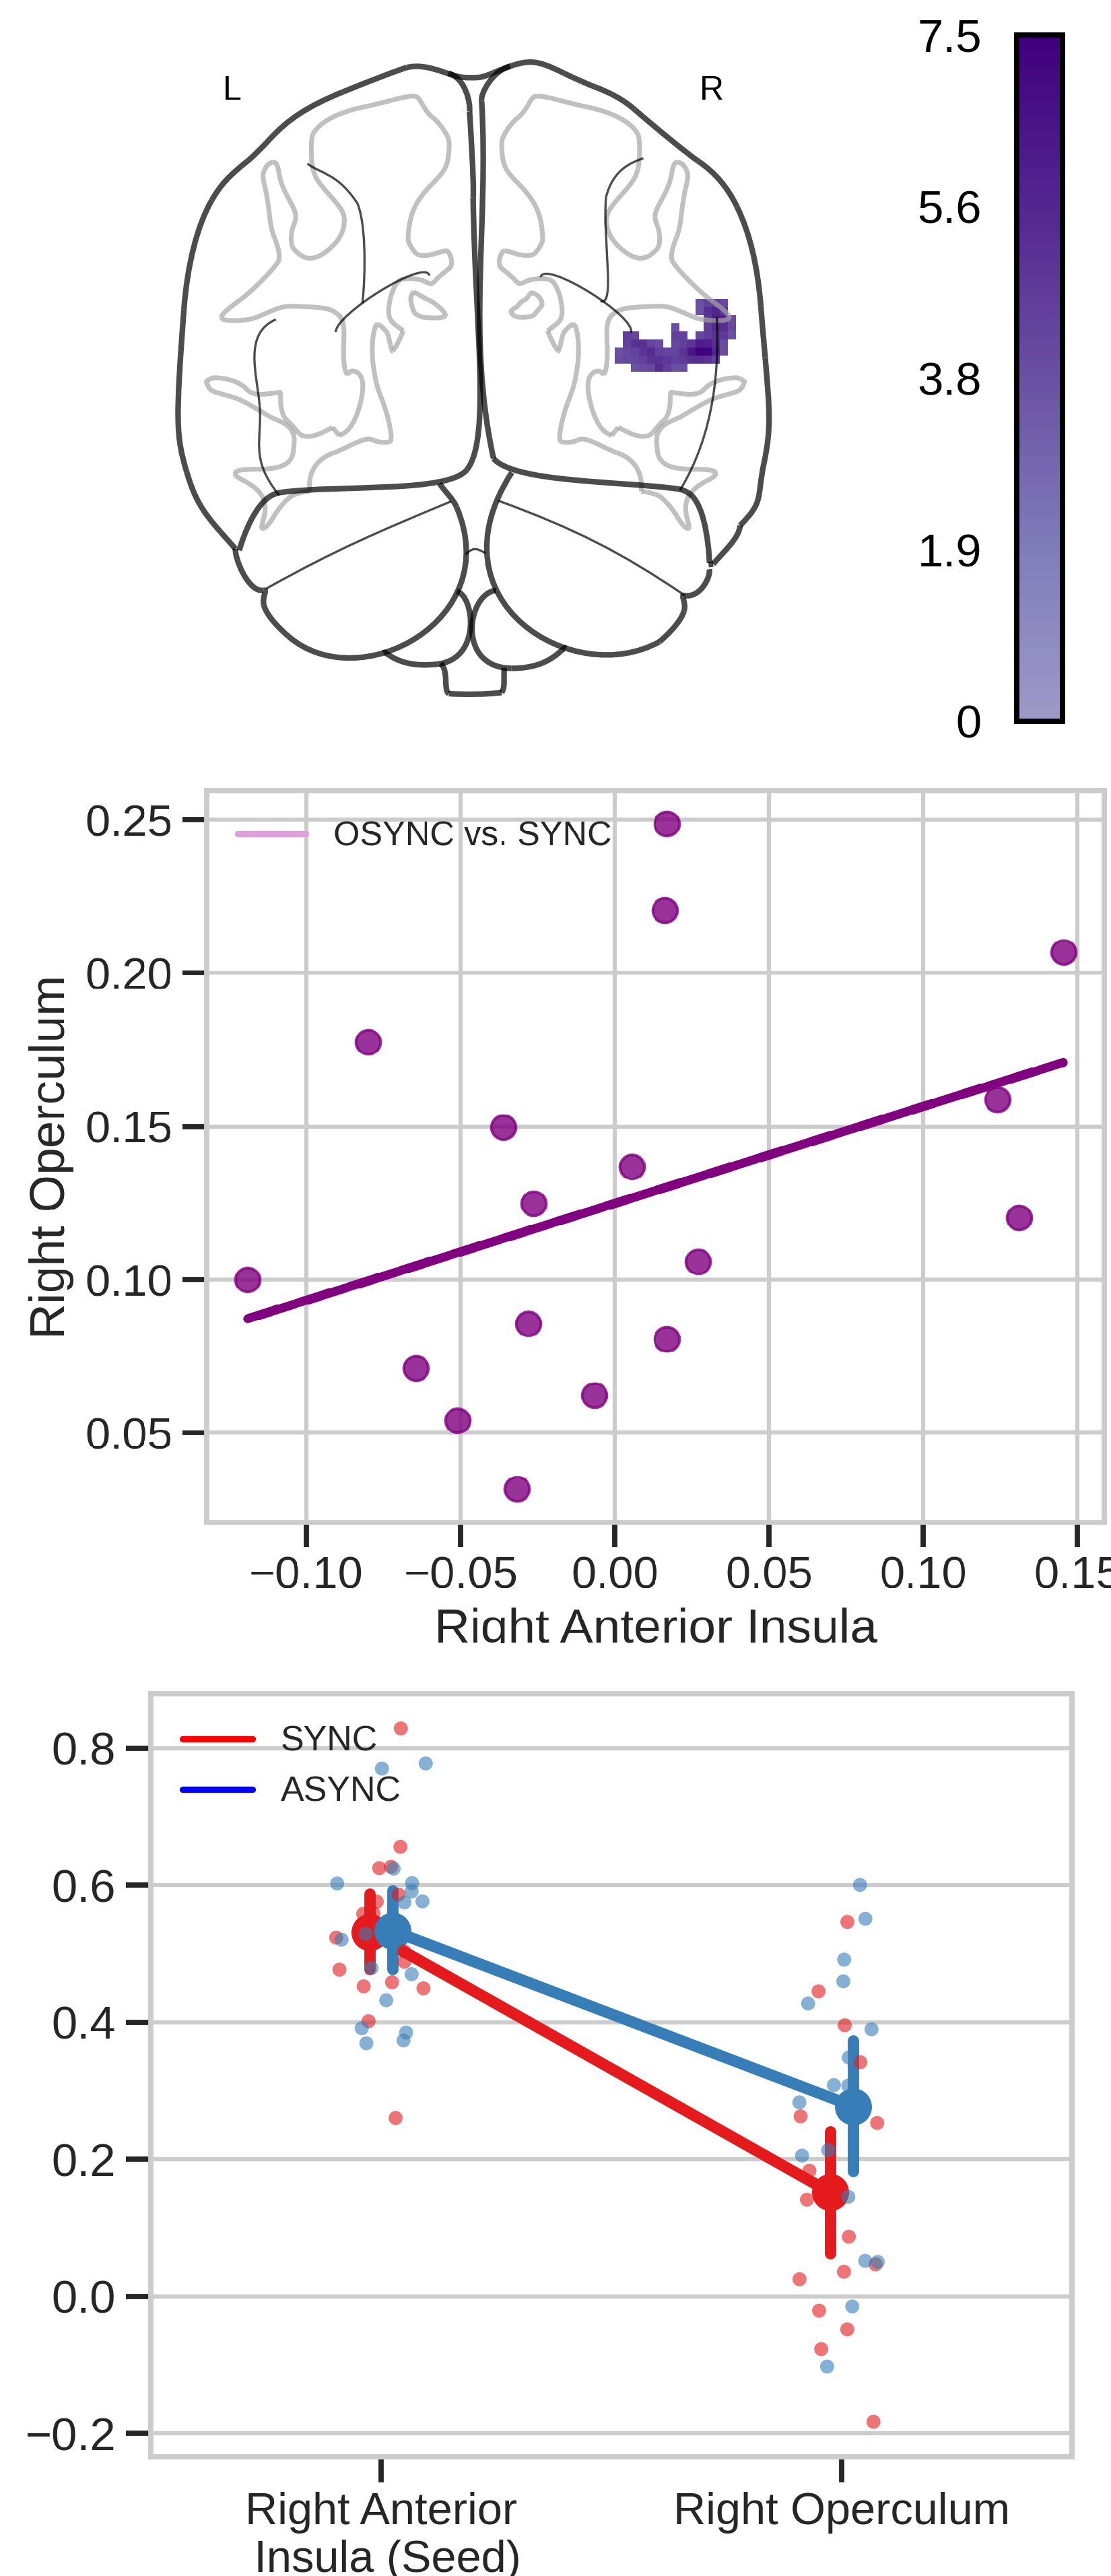 7.5
L
R
5.6
3.8
1.9
0
0.25
OSYNC vs. SYNC
0.20
0.15
0.10
0.05
Right Operculum
−0.10 −0.05 0.00 0.05 0.10 0.15
Right Anterior Insula
0.8
SYNC
ASYNC
0.6
0.4
0.2
0.0
−0.2
Right Anterior Right Operculum
Insula (Seed)